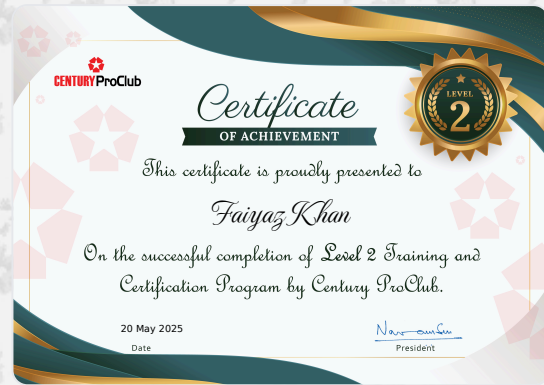 CENTURY ProClub
LEVEL
2
Certificate
OF ACHIEVEMENT
This certificate is proudly presented to
Faiyaz Khan
On the successful completion of Level 2 Training and
Certification Program by Century ProClub.
20 May 2025
Date
President